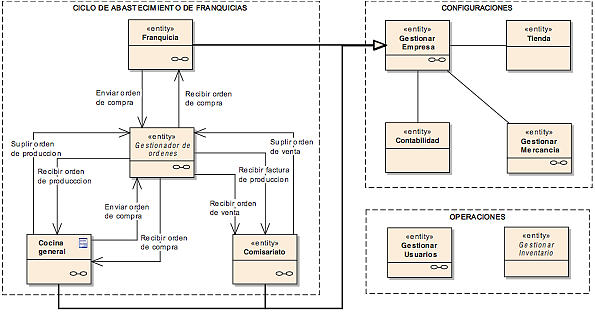 CICLO DE ABASTECIMIENTO DE FRANQUICIAS
«entity»
Franquicia
Enviar orden
de compra
Recibir orden
de compra
«entity»
Gestionador de
ordenes
Suplir orden
de produccion
Recibir orden
de producccion
Enviar orden
de compra
Recibir orden
de compra
Recibir orden
de venta
Recibir factura
de produccion
Suplir orden
de venta
Cocina
general
«entity»
Comisariato
CONFIGURACIONES
«entity»
Gestionar
Empresa
«entity»
Tienda
«entity»
Contabilidad
«entity»
Gestionar
Mercancia
OPERACIONES
«entity»
Gestionar
Usuarios
«entity»
Gestionar
Inventario